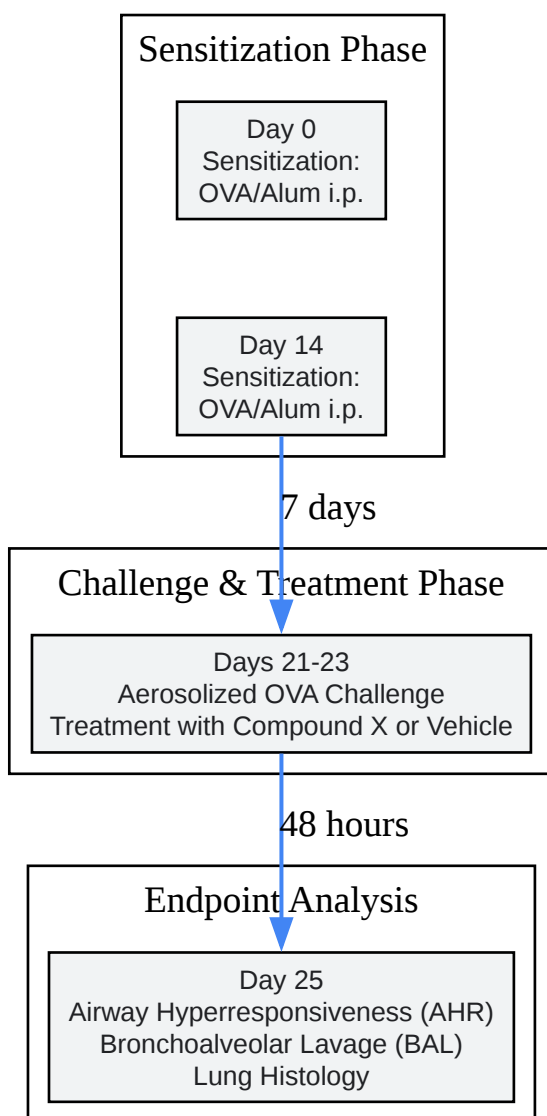 Sensitization Phase
Day 0
Sensitization:
OVA/Alum i.p.
Day 14
Sensitization:
OVA/Alum i.p.
7 days
Challenge & Treatment Phase
Days 21-23
Aerosolized OVA Challenge
Treatment with Compound X or Vehicle
48 hours
Endpoint Analysis
Day 25
Airway Hyperresponsiveness (AHR)
Bronchoalveolar Lavage (BAL)
Lung Histology